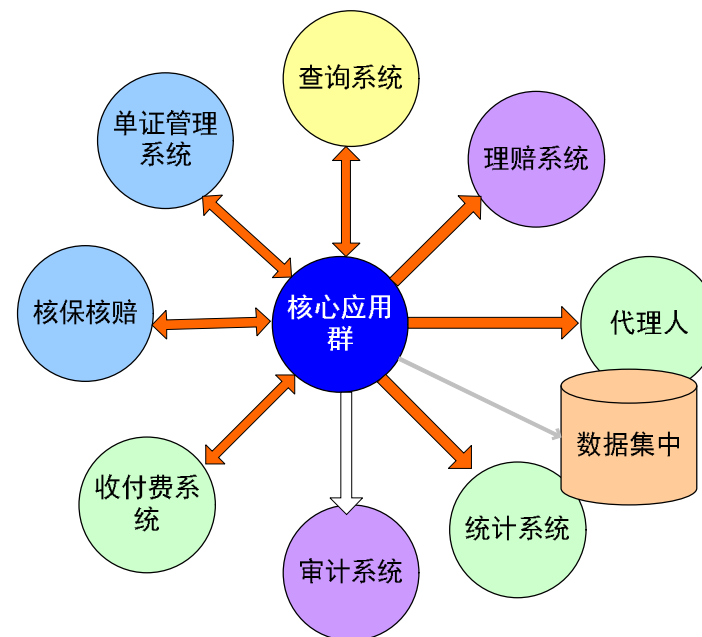 查询系统
单证管理
系统
理赔系统
核保核赔
核心应用
群
代理人
数据集中
收付费系
统
统计系统
审计系统